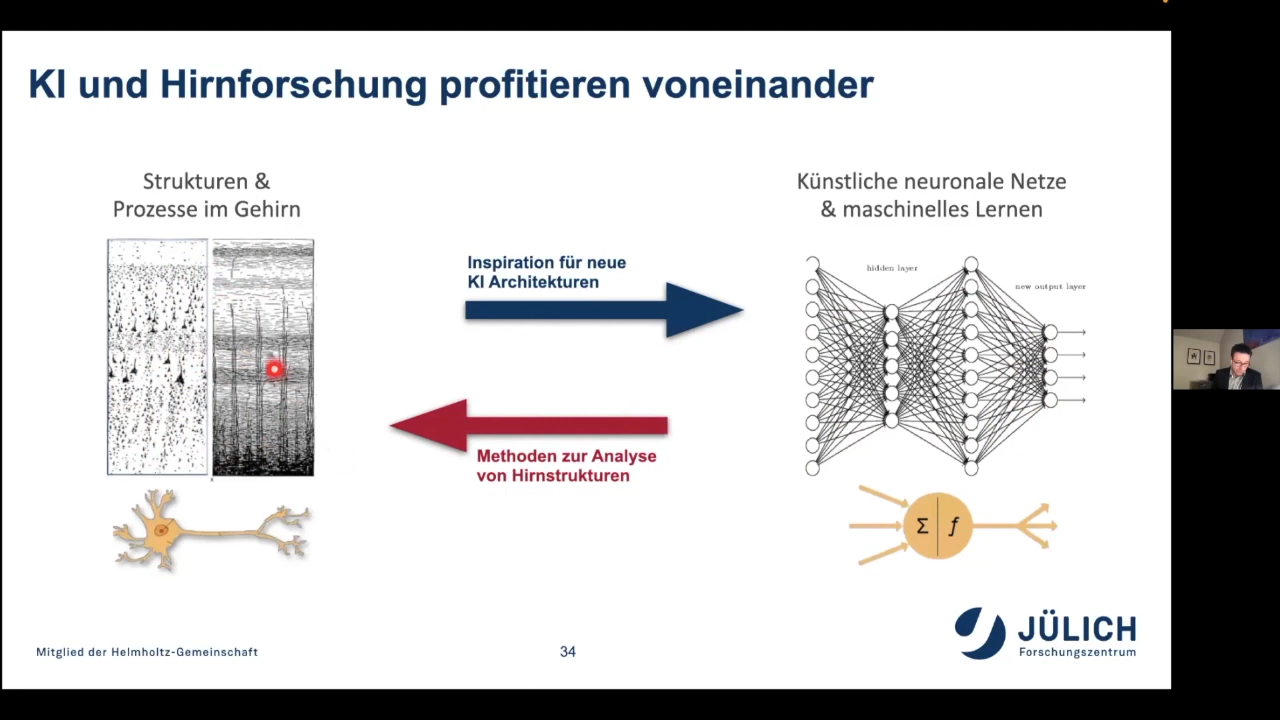 KI und Hirnforschung profitieren voneinander
Strukturen &
Prozesse im Gehirn
Künstliche neuronale Netze
& maschinelles Lernen
Inspiration für neue
KI Architekturen
hidden layer
new output layer
Methoden zur Analyse
von Hirnstrukturen
Σ f
Mitglied der Helmholtz-Gemeinschaft
34
JÜLICH
Forschungszentrum